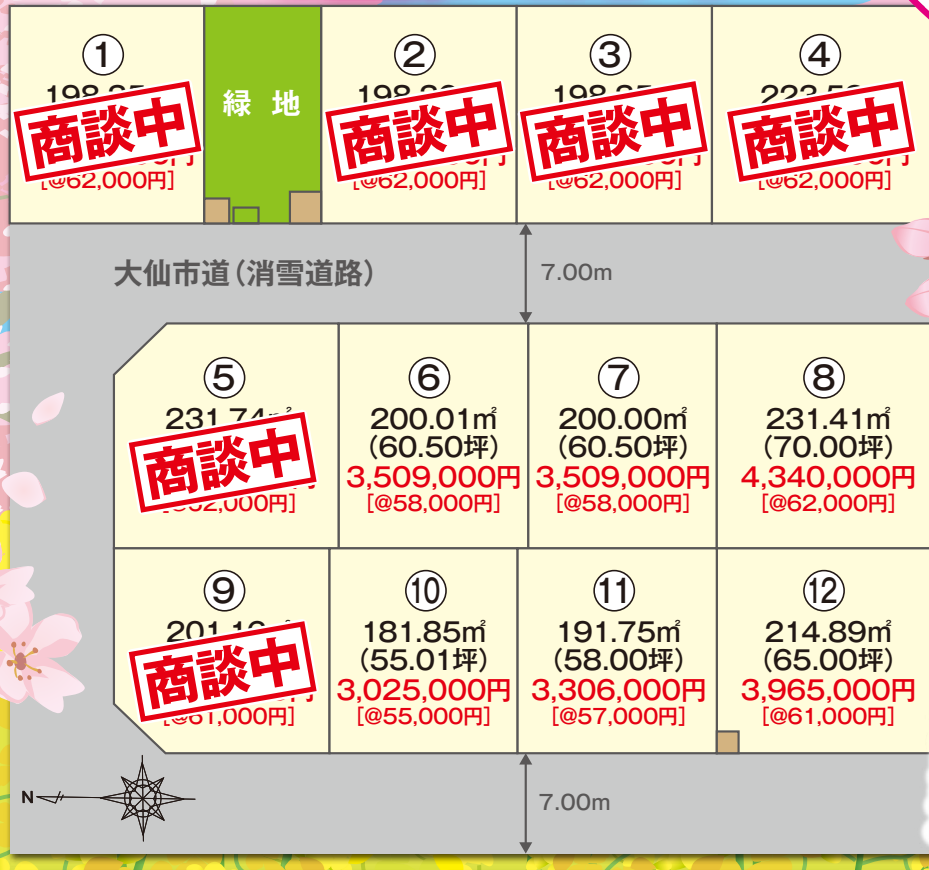 ①
商談中
[@62,000円]
緑地
②
商談中
[@62,000円]
③
商談中
[@62,000円]
④
商談中
[@62,000円]
大仙市道(消雪道路)
7.00m
⑤
231.74㎡
商談中
⑥
200.01㎡
(60.50坪)
3,509,000円
[@58,000円]
⑦
200.00㎡
(60.50坪)
3,509,000円
[@58,000円]
⑧
231.41㎡
(70.00坪)
4,340,000円
[@62,000円]
⑨
商談中
[@61,000円]
⑩
181.85㎡
(55.01坪)
3,025,000円
[@55,000円]
⑪
191.75㎡
(58.00坪)
3,306,000円
[@57,000円]
⑫
214.89㎡
(65.00坪)
3,965,000円
[@61,000円]
N
7.00m